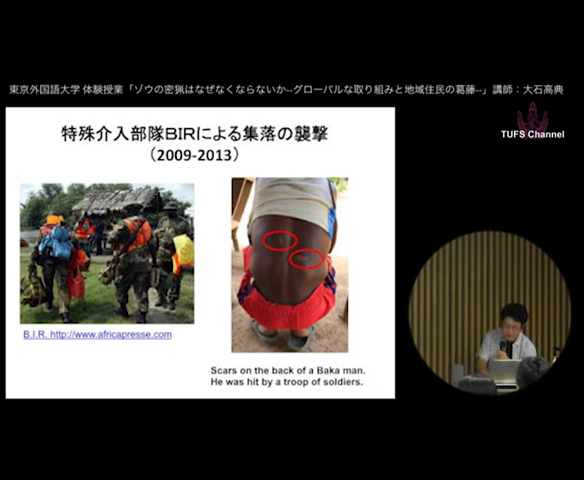 東京外国語大学 体験授業「ゾウの密猟はなぜなくならないか--グローバルな取り組みと地域住民の葛藤--」講師：大石高典
TUFS Channel
特殊介入部隊BIRによる集落の襲撃
（2009-2013）
B.I.R. http://www.africapresse.com
Scars on the back of a Baka man.
He was hit by a troop of soldiers.